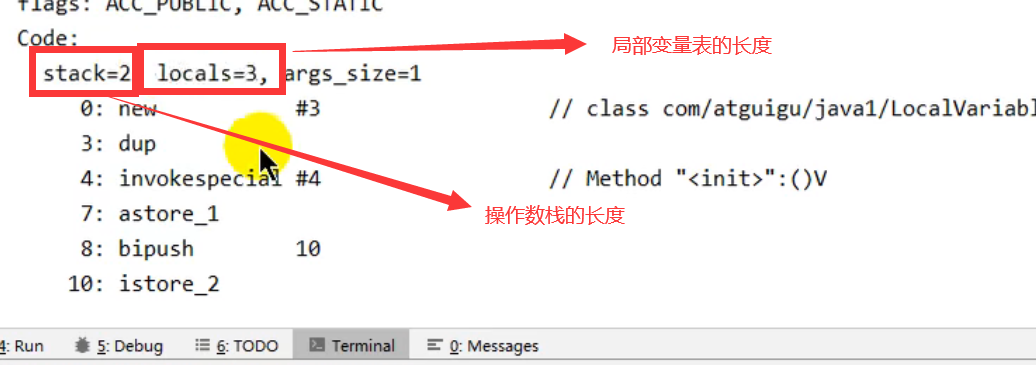 flags: ACC_PUBLIC, ACC_STATIC
Code:
stack=2 locals=3, args_size=1
局部变量表的长度
0: new #3 // class com/atguigu/java1/LocalVariabl
3: dup
4: invokespecial #4 // Method "<init>":()V
7: astore_1
操作数栈的长度
8: bipush 10
10: istore_2
4: Run 5: Debug 6: TODO Terminal 0: Messages